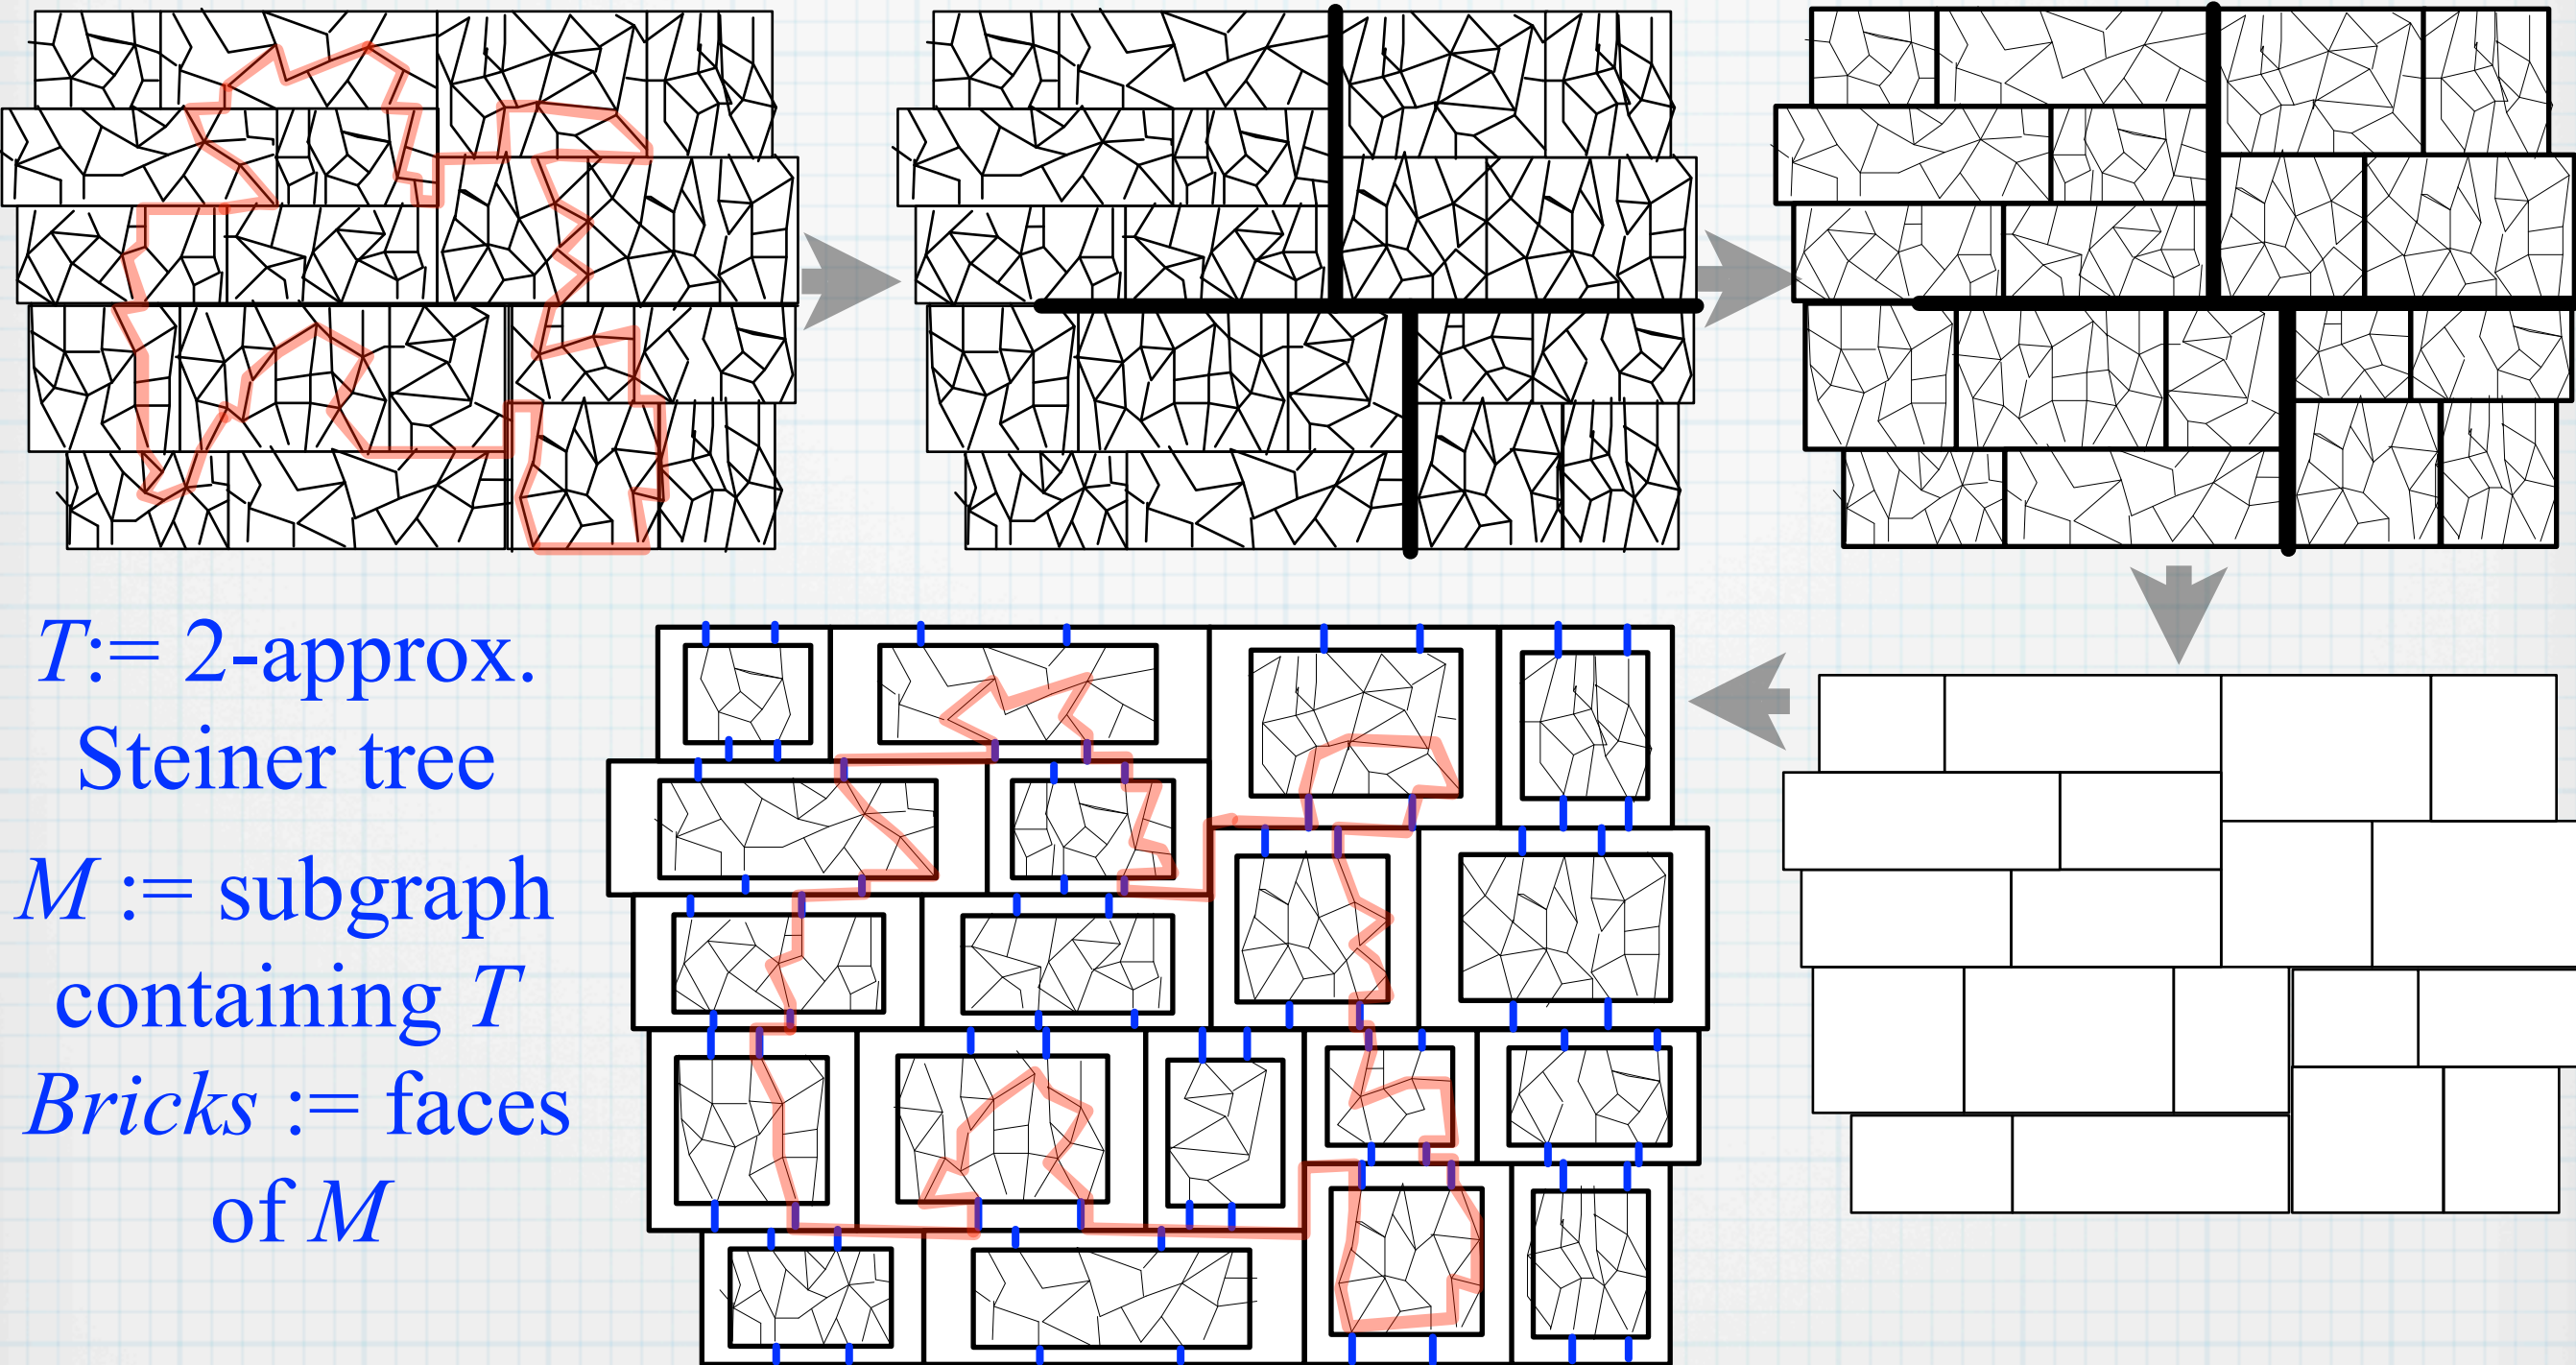 T:= 2-approx.
Steiner tree
M := subgraph
containing T
Bricks := faces
of M